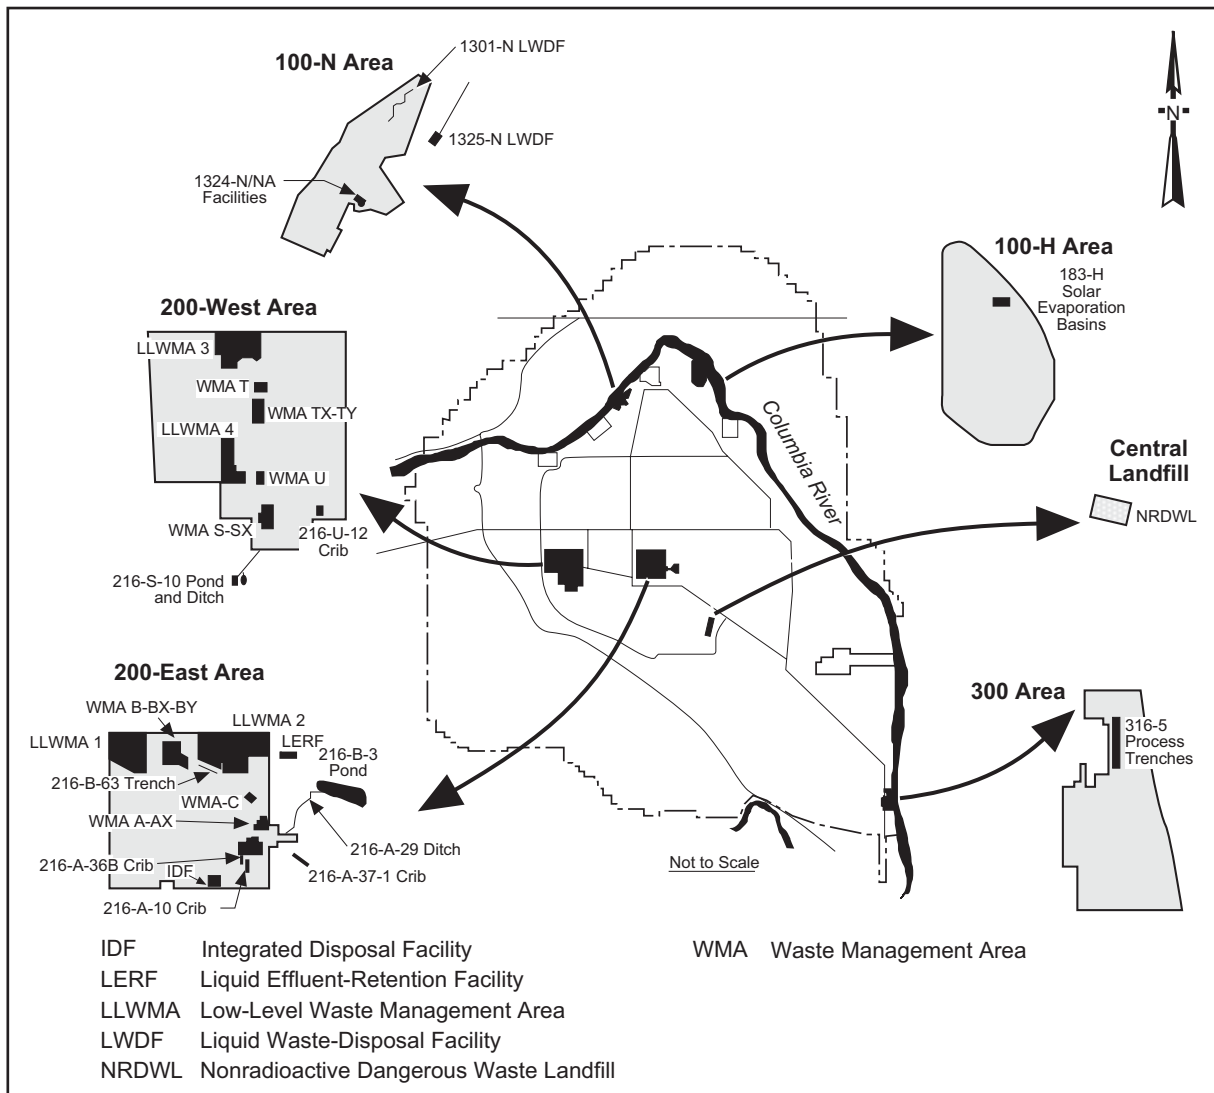 1301-N LWDF
100-N Area
1325-N LWDF
1324-N/NA
Facilities
N
100-H Area
183-H
Solar
Evaporation
Basins
200-West Area
LLWMA 3
WMA T
WMA TX-TY
LLWMA 4
WMA U
WMA S-SX
216-U-12
Crib
216-S-10 Pond
and Ditch
Columbia River
Central
Landfill
NRDWL
200-East Area
WMA B-BX-BY
LLWMA 2
LLWMA 1
LERF
216-B-3
Pond
216-B-63 Trench
WMA-C
WMA A-AX
216-A-29 Ditch
216-A-36B Crib
IDF
216-A-37-1 Crib
216-A-10 Crib
Not to Scale
300 Area
316-5
Process
Trenches
IDF Integrated Disposal Facility
LERF Liquid Effluent-Retention Facility
LLWMA Low-Level Waste Management Area
LWDF Liquid Waste-Disposal Facility
NRDWL Nonradioactive Dangerous Waste Landfill
WMA Waste Management Area